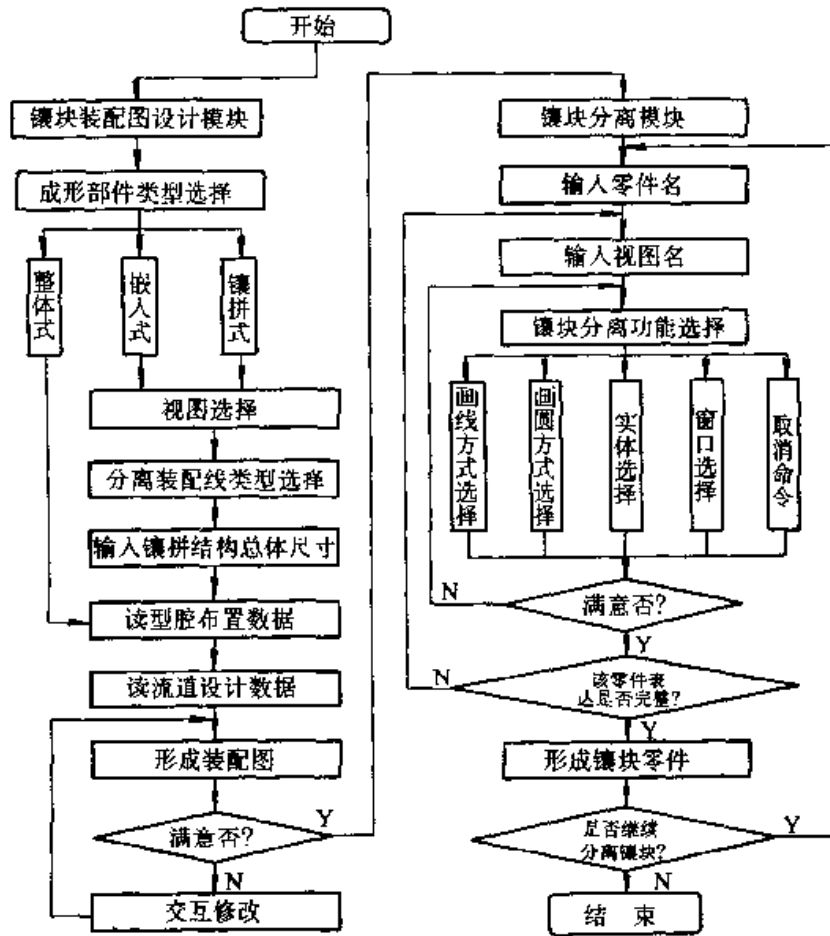 开始
镶块装配图设计模块
成形部件类型选择
整体式
嵌入式
镶拼式
视图选择
分离装配线类型选择
输入镶拼结构总体尺寸
读型腔布置数据
读流道设计数据
形成装配图
满意否?
Y
N
交互修改
镶块分离模块
输入零件名
输入视图名
镶块分离功能选择
画线方式选择
画圆方式选择
实体选择
窗口选择
取消命令
满意否?
N
Y
该零件表
达是否完整?
N
Y
形成镶块零件
是否继续
分离镶块?
Y
N
结 束